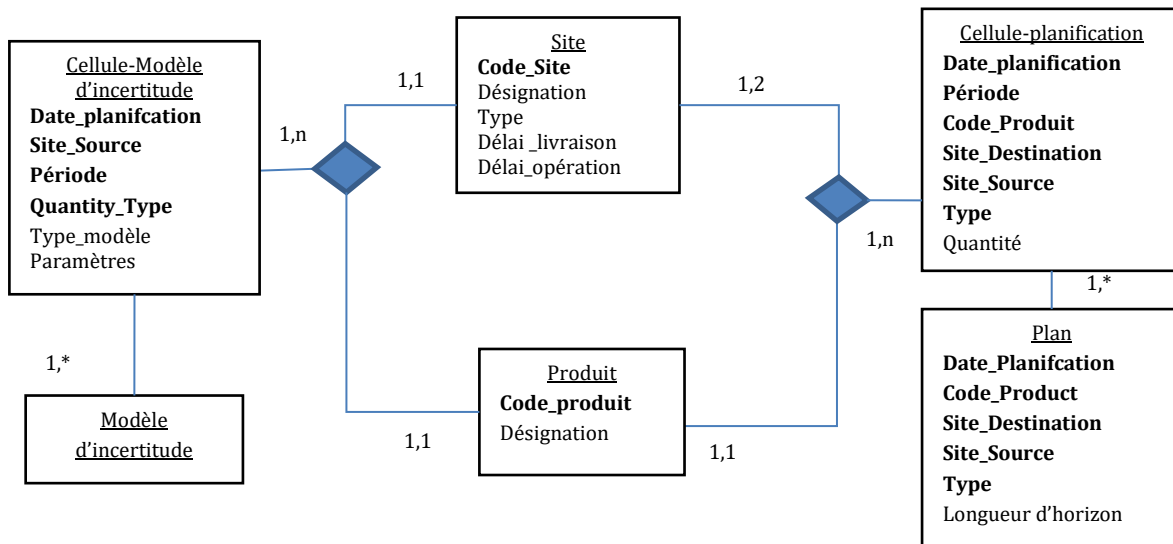 Cellule-Modèle
d'incertitude
Date_planifcation
Site_Source
Période
Quantity_Type
Type_modèle
Paramètres
1,n
1,1
Site
Code_Site
Désignation
Type
Délai _livraison
Délai_opération
1,2
Cellule-planification
Date_planification
Période
Code_Produit
Site_Destination
Site_Source
Type
Quantité
1,n
1,*
1,*
Modèle
d'incertitude
1,1
Produit
Code_produit
Désignation
1,1
Plan
Date_Planifcation
Code_Product
Site_Destination
Site_Source
Type
Longueur d'horizon